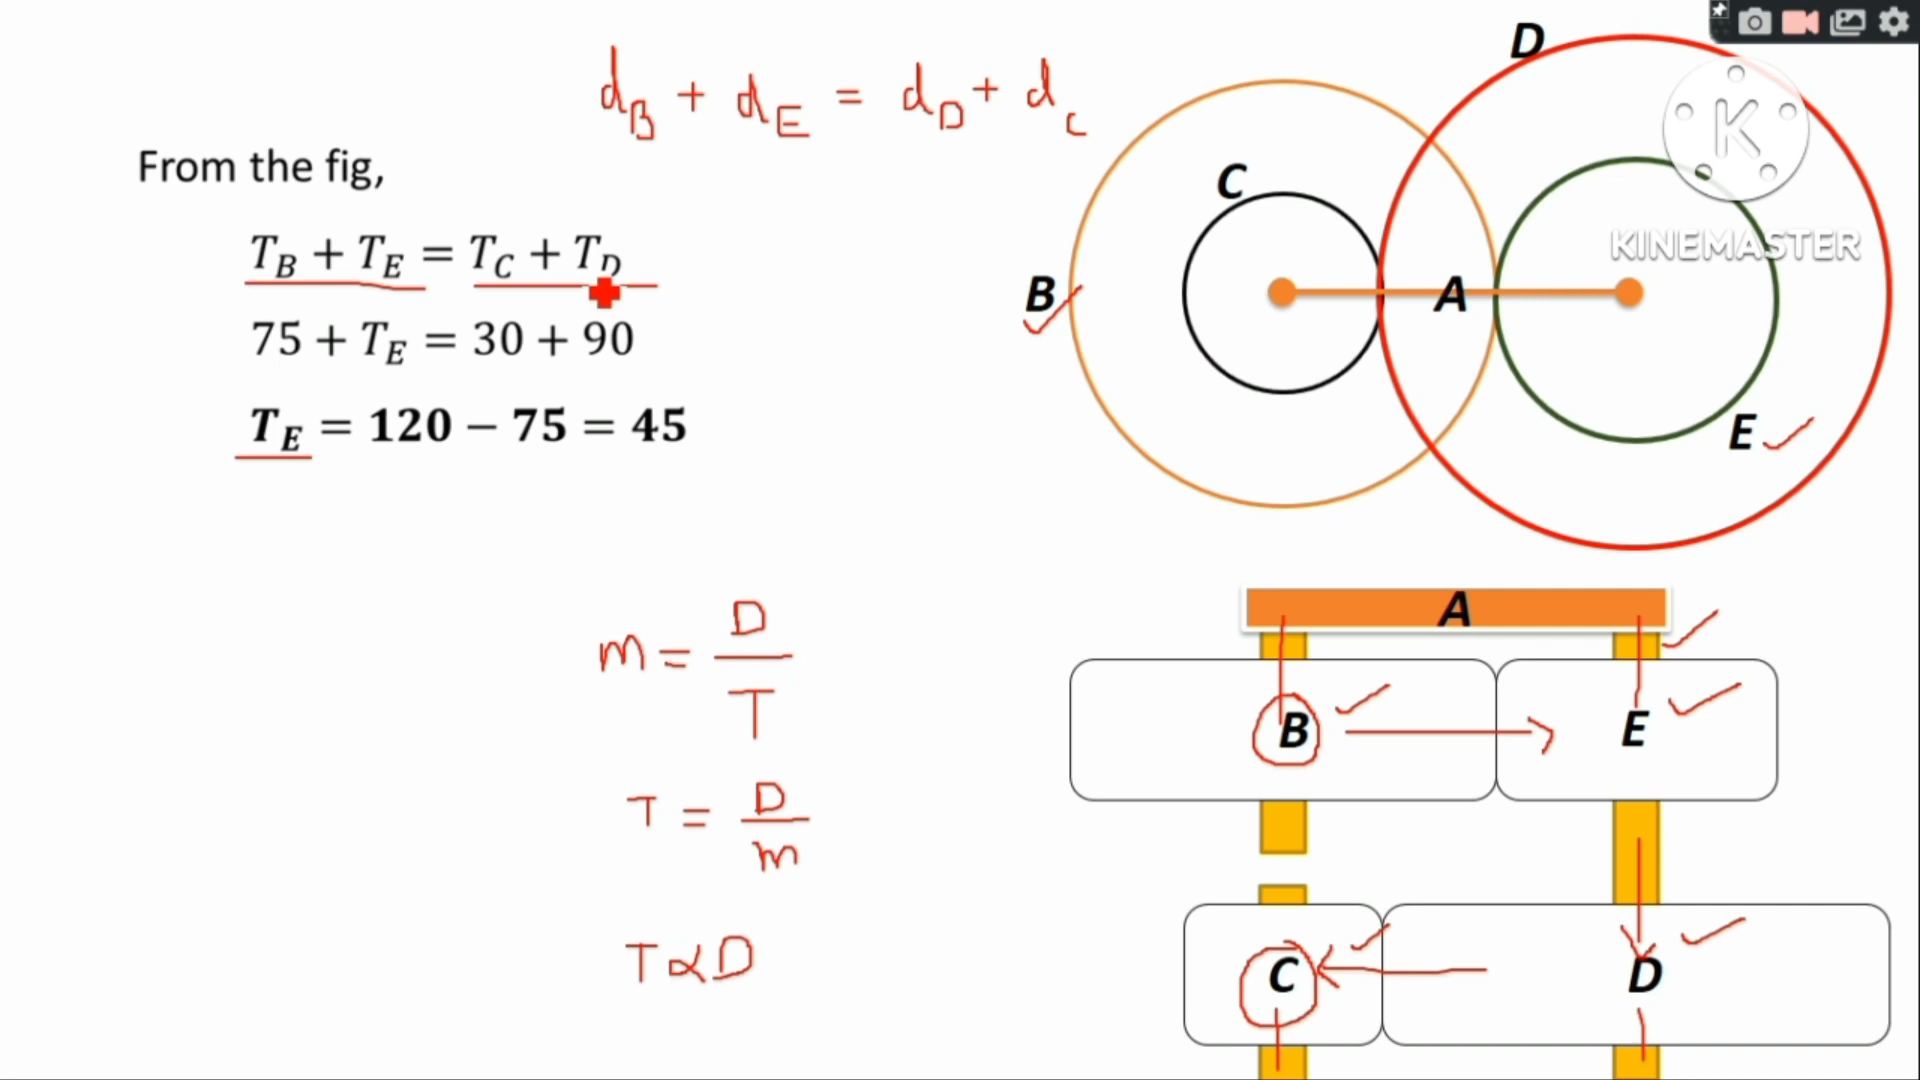 d_B + d_E = d_D + d_C
From the fig,
T_B + T_E = T_C + T_D
75 + T_E = 30 + 90
T_E = 120 − 75 = 45
m = D/T
T = D/m
T ∝ D
D
C
B
A
E
K
KINEMASTER
A
B
E
C
D